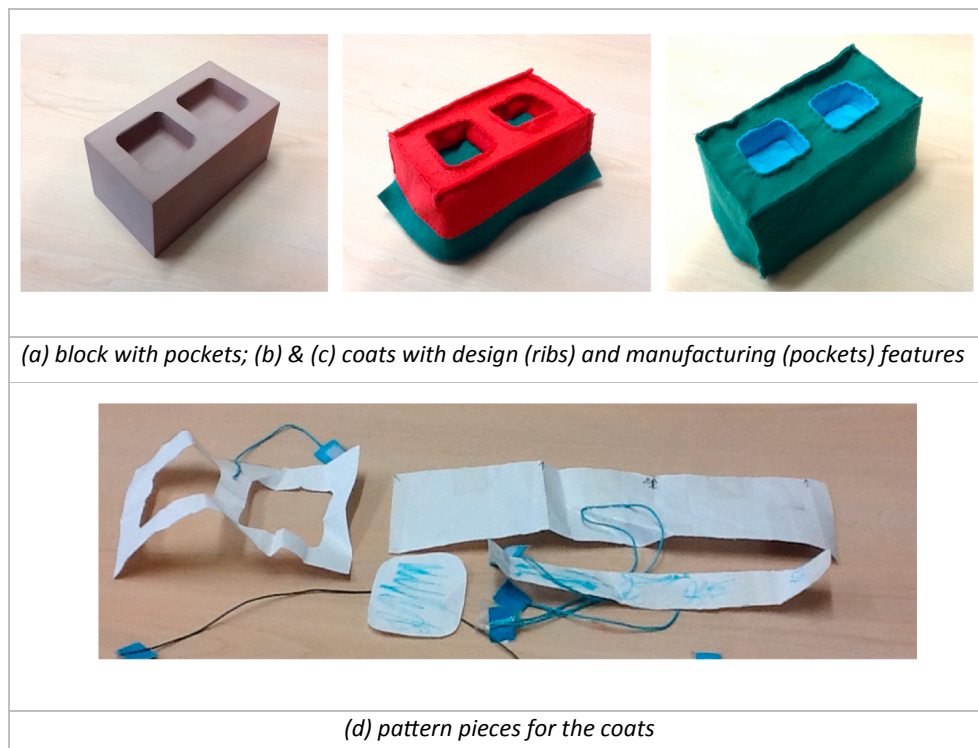 (a) block with pockets; (b) & (c) coats with design (ribs) and manufacturing (pockets) features
(d) pattern pieces for the coats